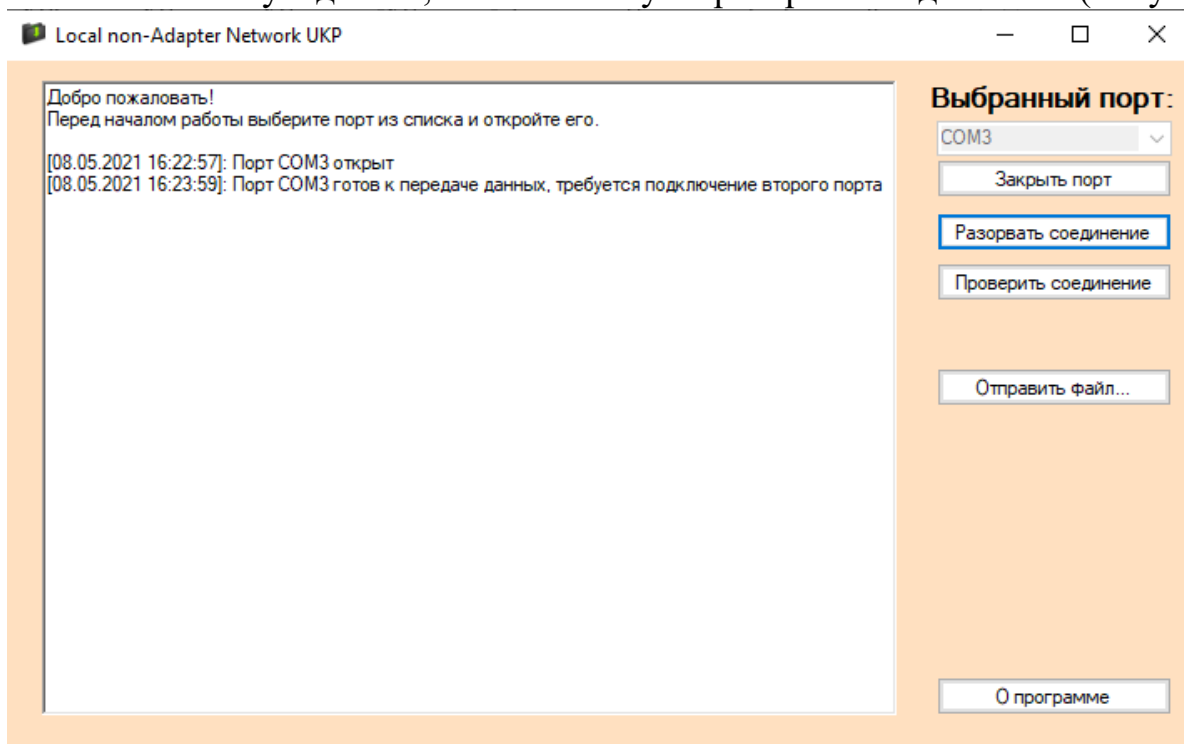 Local non-Adapter Network UKP
Добро пожаловать!
Перед началом работы выберите порт из списка и откройте его.
[08.05.2021 16:22:57]: Порт COM3 открыт
[08.05.2021 16:23:59]: Порт COM3 готов к передаче данных, требуется подключение второго порта
Выбранный порт:
COM3
Закрыть порт
Разорвать соединение
Проверить соединение
Отправить файл...
О программе